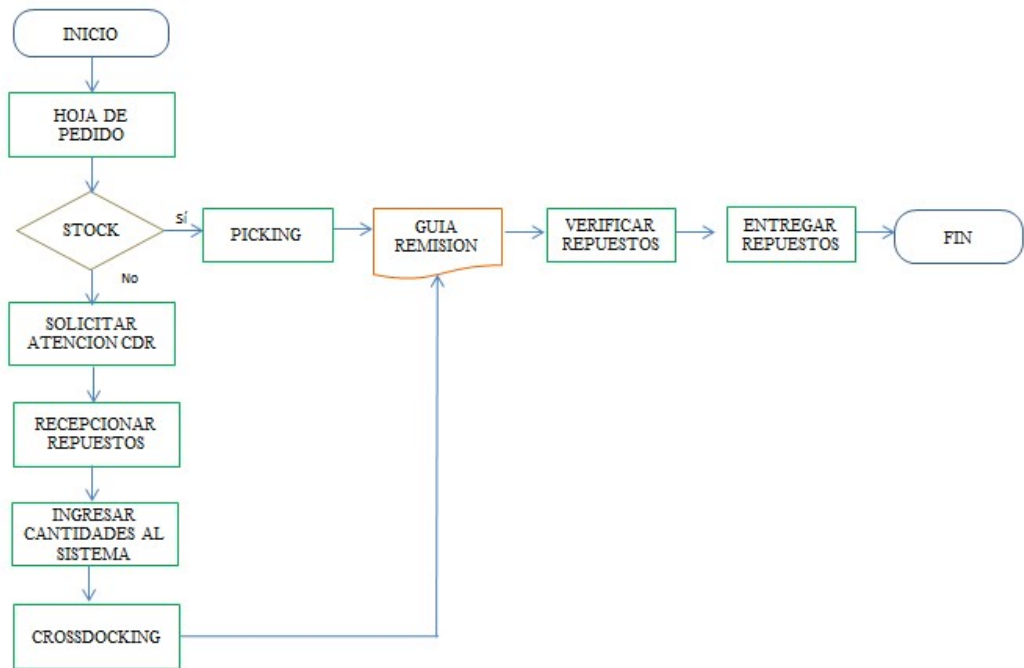 INICIO
HOJA DE
PEDIDO
STOCK
SÍ
PICKING
GUIA
REMISION
VERIFICAR
REPUESTOS
ENTREGAR
REPUESTOS
FIN
No
SOLICITAR
ATENCION CDR
RECEPCIONAR
REPUESTOS
INGRESAR
CANTIDADES AL
SISTEMA
CROSSDOCKING